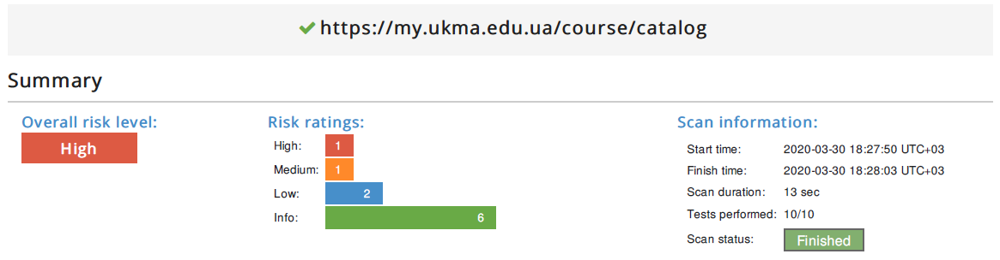 https://my.ukma.edu.ua/course/catalog
Summary
Overall risk level:
High
Risk ratings:
High: 1
Medium: 1
Low: 2
Info: 6
Scan information:
Start time: 2020-03-30 18:27:50 UTC+03
Finish time: 2020-03-30 18:28:03 UTC+03
Scan duration: 13 sec
Tests performed: 10/10
Scan status: Finished